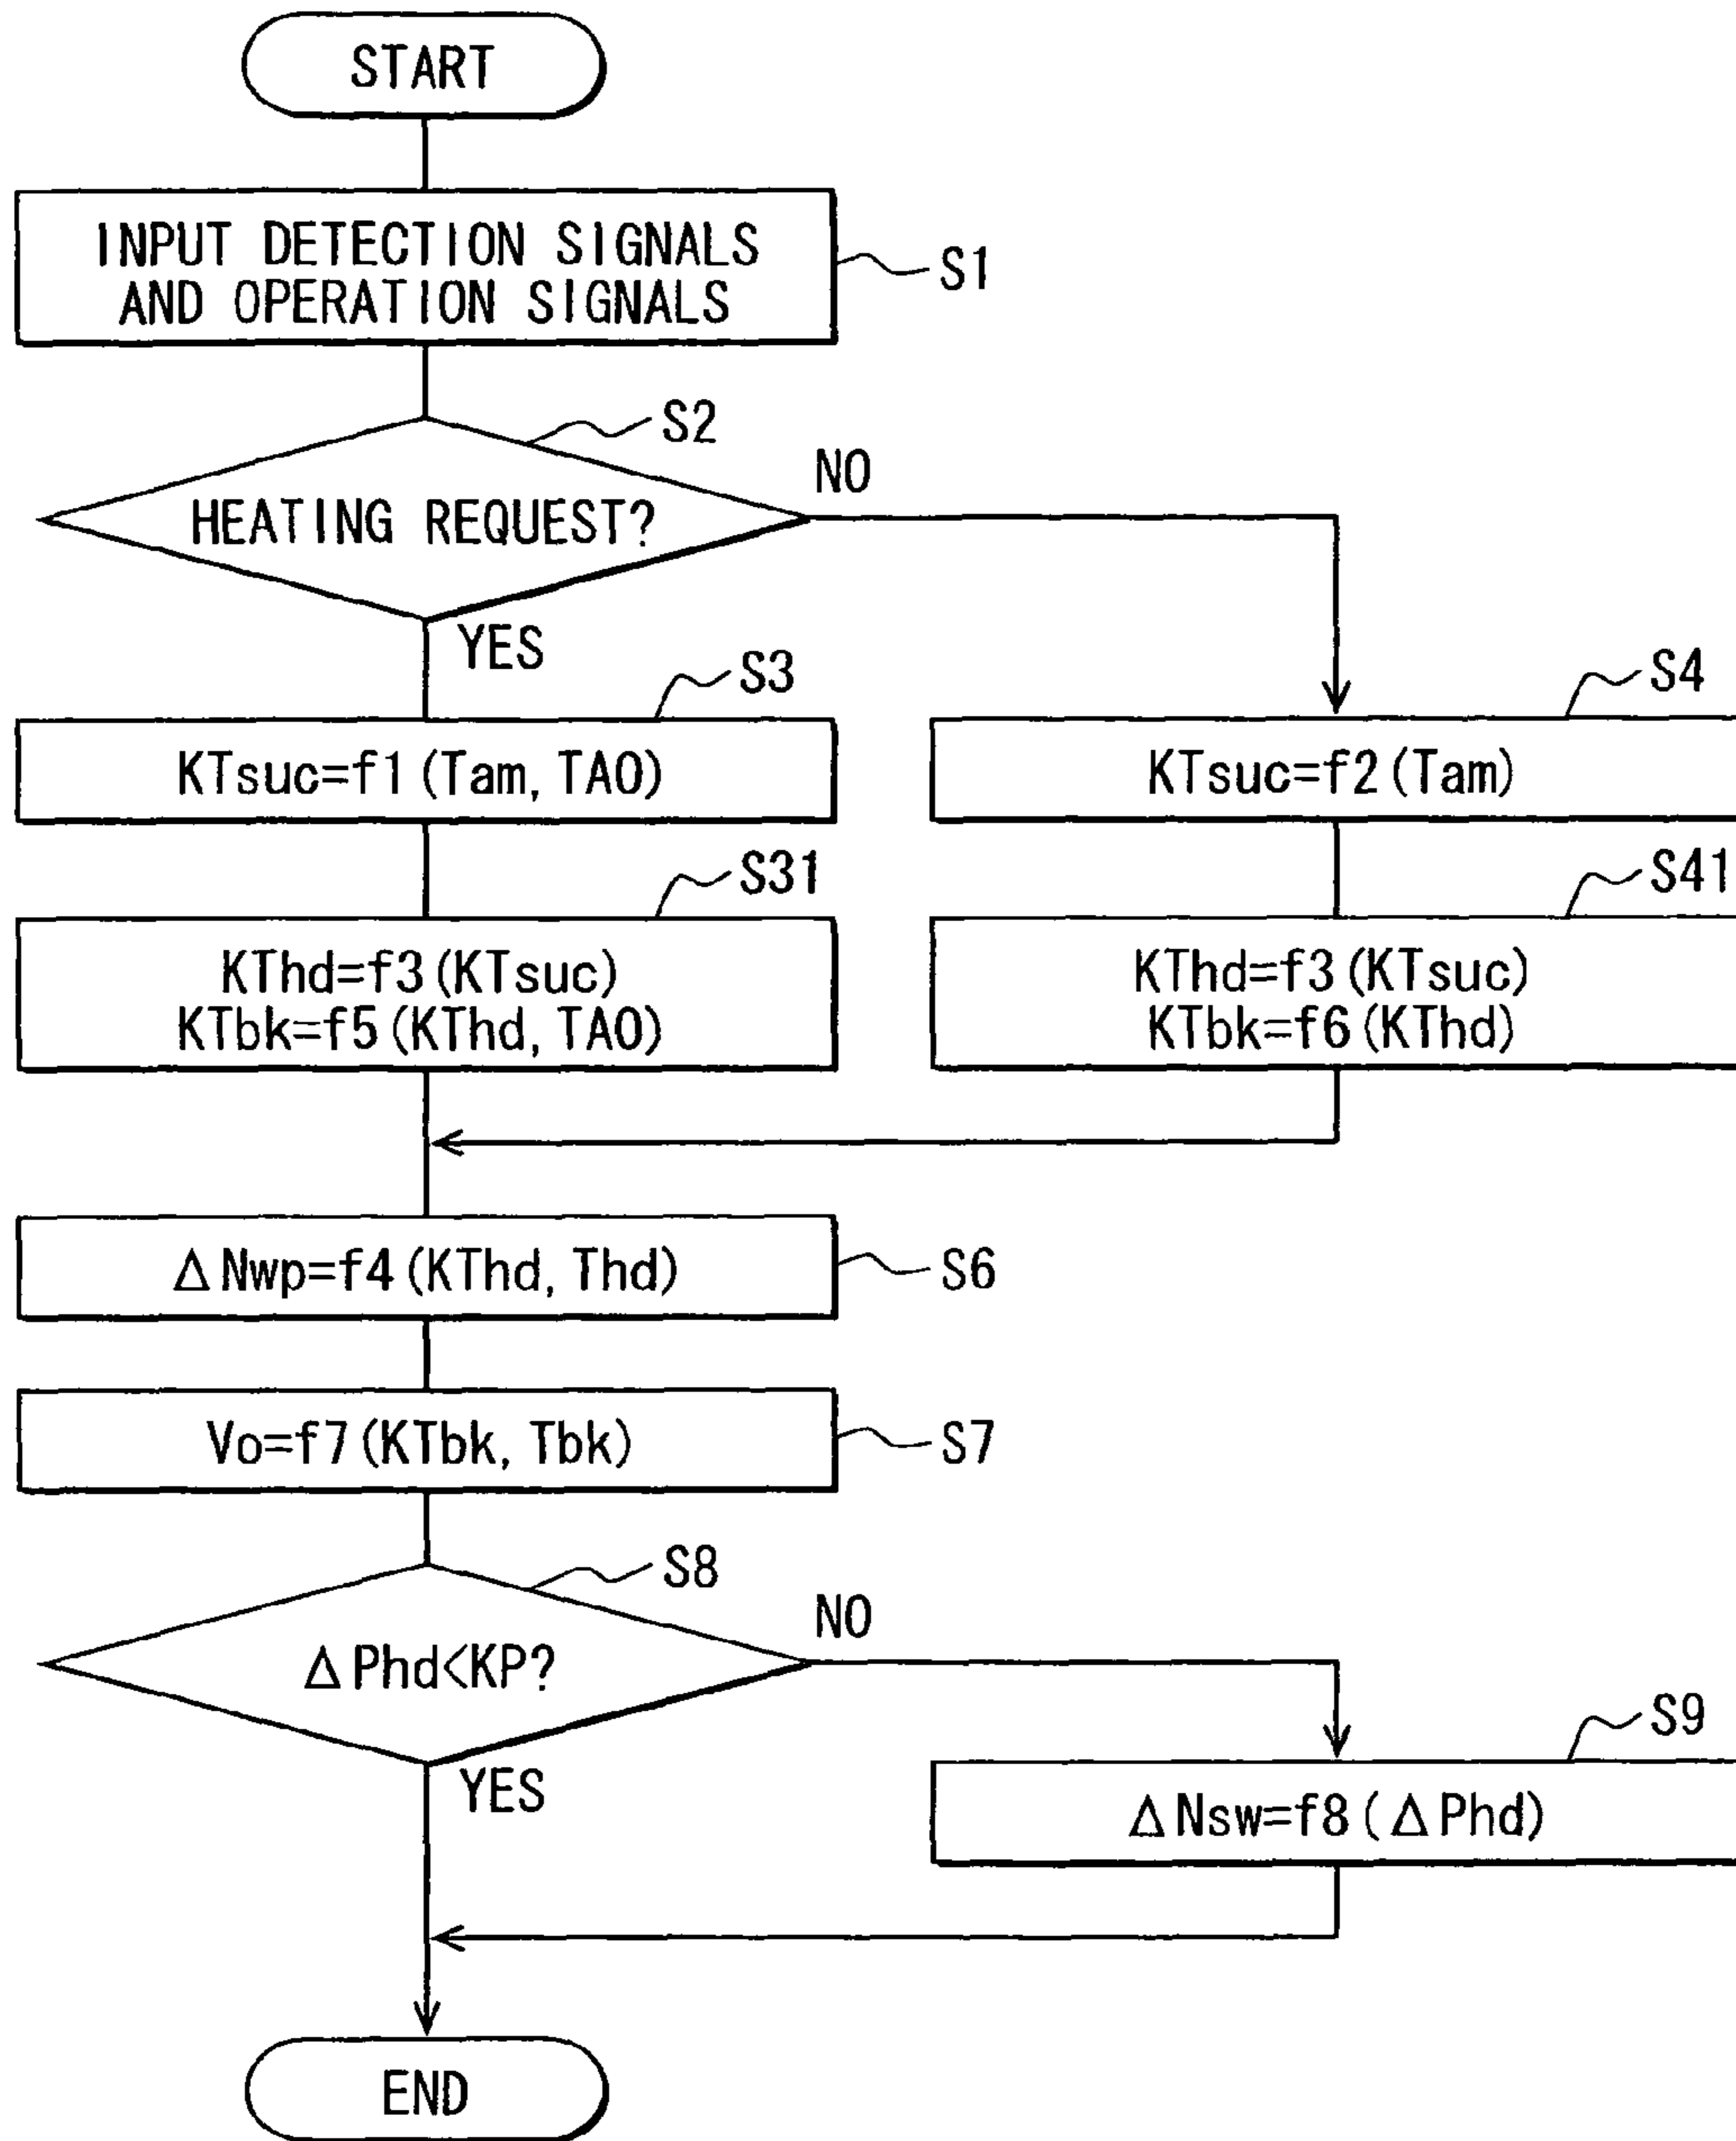 START
INPUT DETECTION SIGNALS
AND OPERATION SIGNALS
S1
S2
HEATING REQUEST?
NO
YES
S3
KTsuc=f1(Tam, TAO)
S4
KTsuc=f2(Tam)
S31
KThd=f3(KTsuc)
KTbk=f5(KThd, TAO)
S41
KThd=f3(KTsuc)
KTbk=f6(KThd)
ΔNwp=f4(KThd, Thd)
S6
Vo=f7(KTbk, Tbk)
S7
S8
ΔPhd<KP?
NO
YES
S9
ΔNsw=f8(ΔPhd)
END